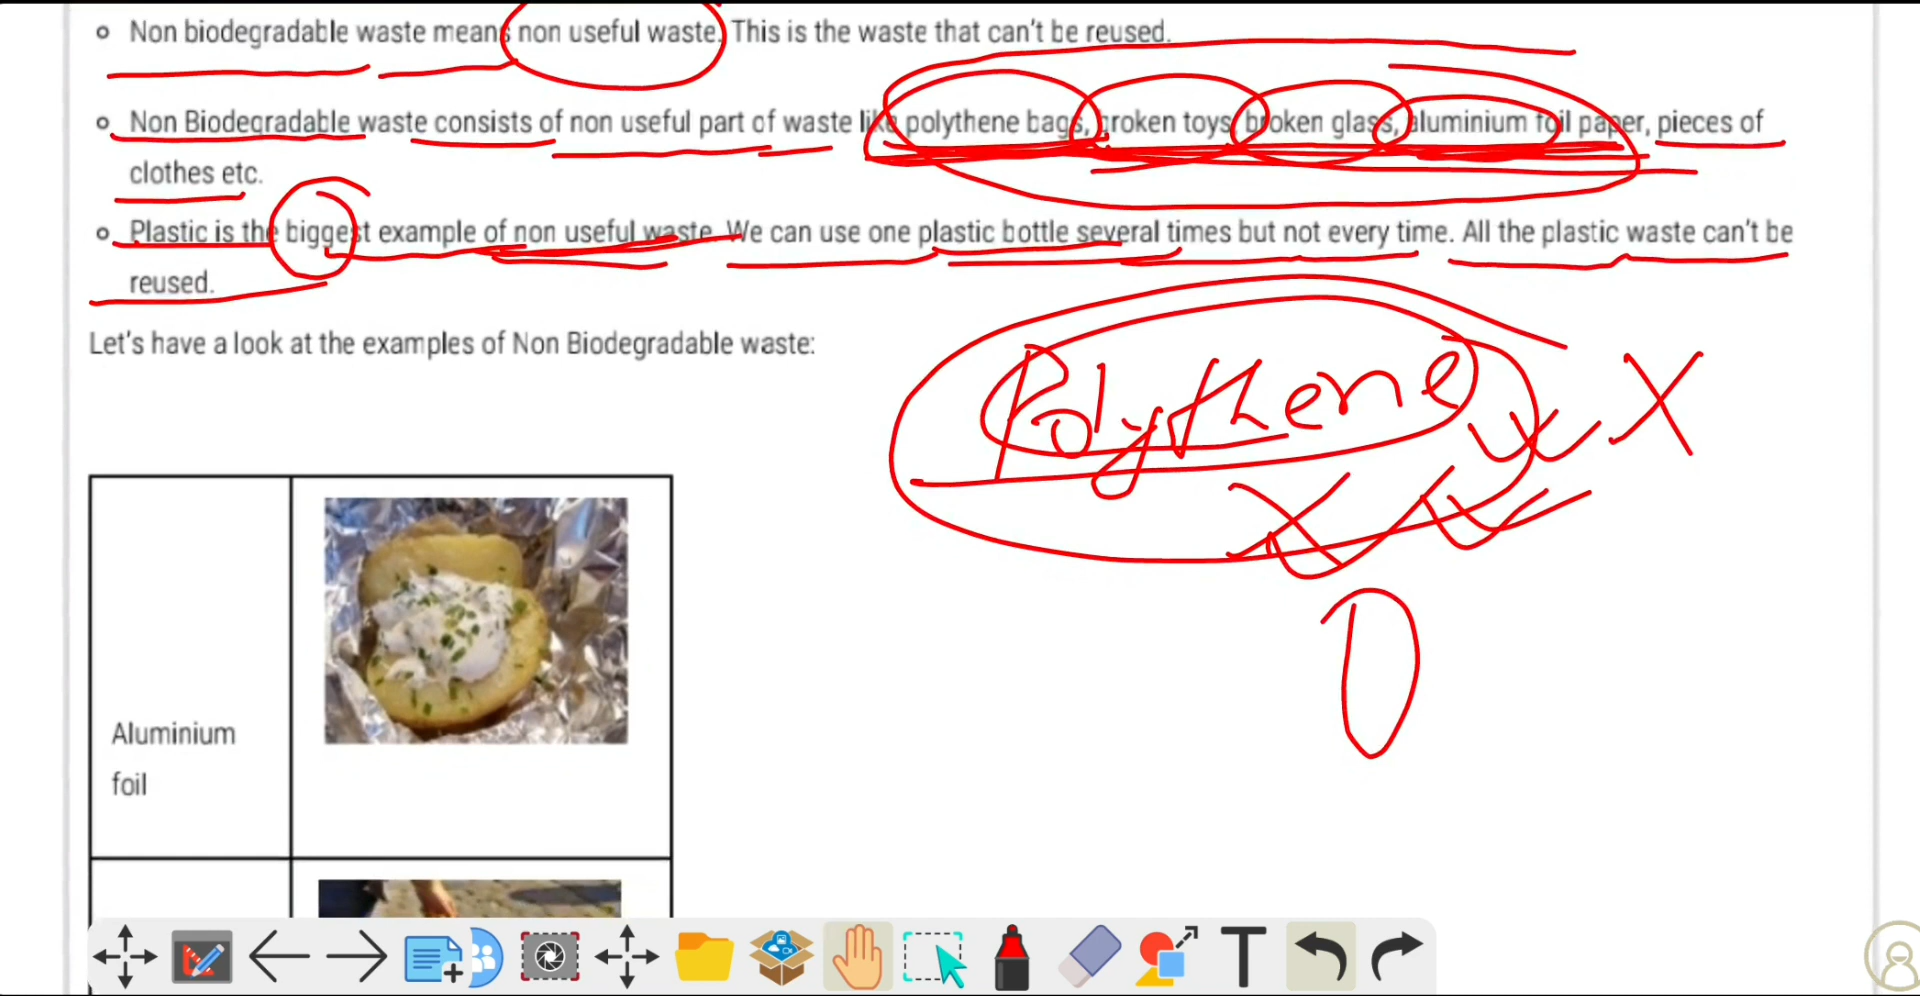 Non biodegradable waste means non useful waste. This is the waste that can't be reused.
Non Biodegradable waste consists of non useful part of waste like polythene bags, broken toys, broken glass, aluminium foil paper, pieces of
clothes etc.
Plastic is the biggest example of non useful waste. We can use one plastic bottle several times but not every time. All the plastic waste can't be
reused.
Let's have a look at the examples of Non Biodegradable waste:
Polythene
Aluminium
foil